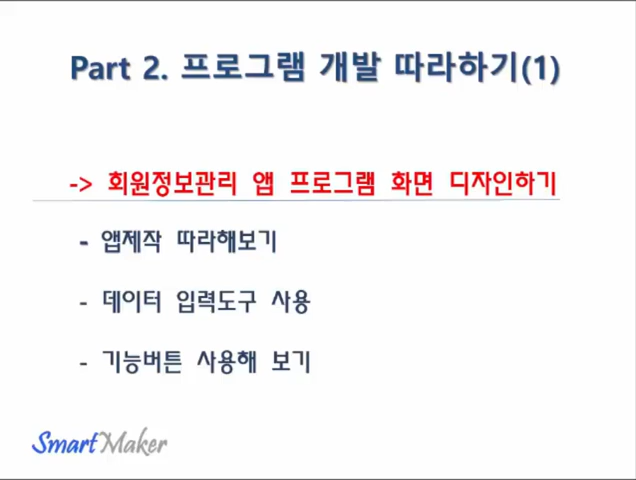 Part 2. 프로그램 개발 따라하기(1)
-> 회원정보관리 앱 프로그램 화면 디자인하기
- 앱제작 따라해보기
- 데이터 입력도구 사용
- 기능버튼 사용해 보기
SmartMaker